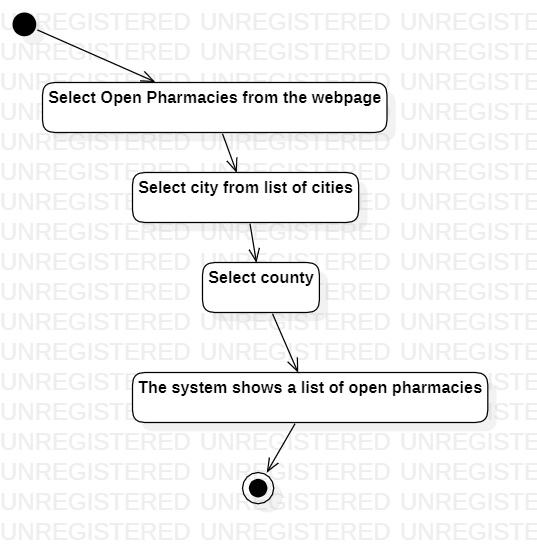 Select Open Pharmacies from the webpage
Select city from list of cities
Select county
The system shows a list of open pharmacies
UNREGISTERED